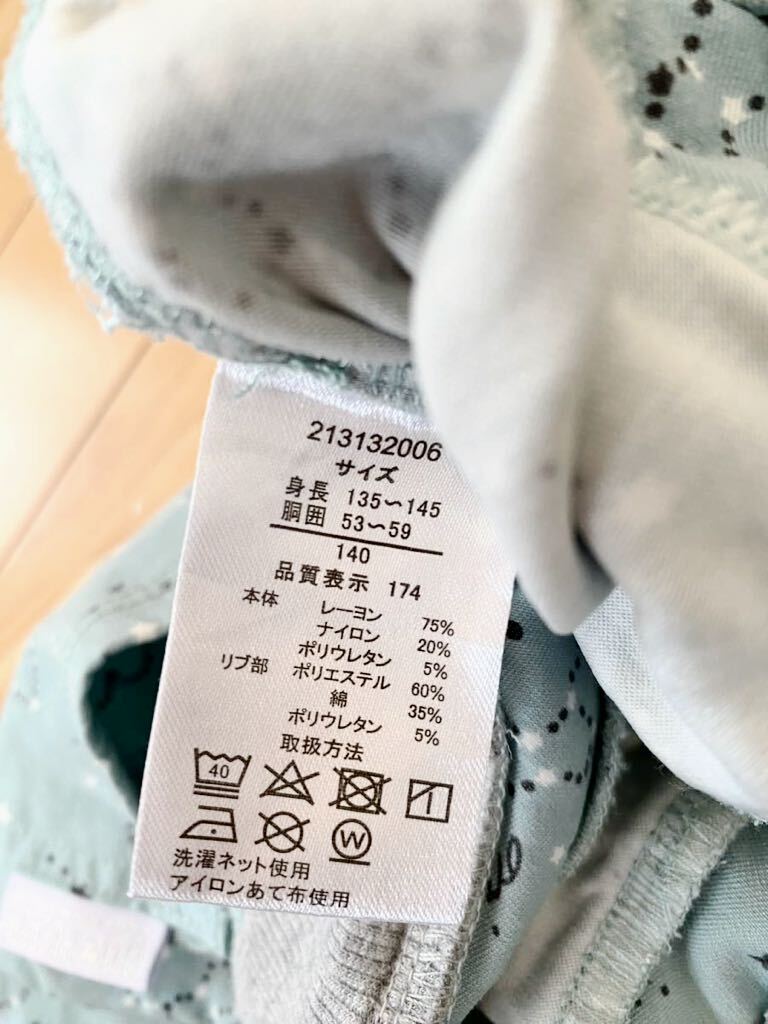 213132006
サイズ
身長 135〜145
胴囲 53〜59
140
品質表示 174
本体 レーヨン 75%
ナイロン 20%
ポリウレタン 5%
リブ部 ポリエステル 60%
綿 35%
ポリウレタン 5%
取扱方法
40
W
洗濯ネット使用
アイロンあて布使用